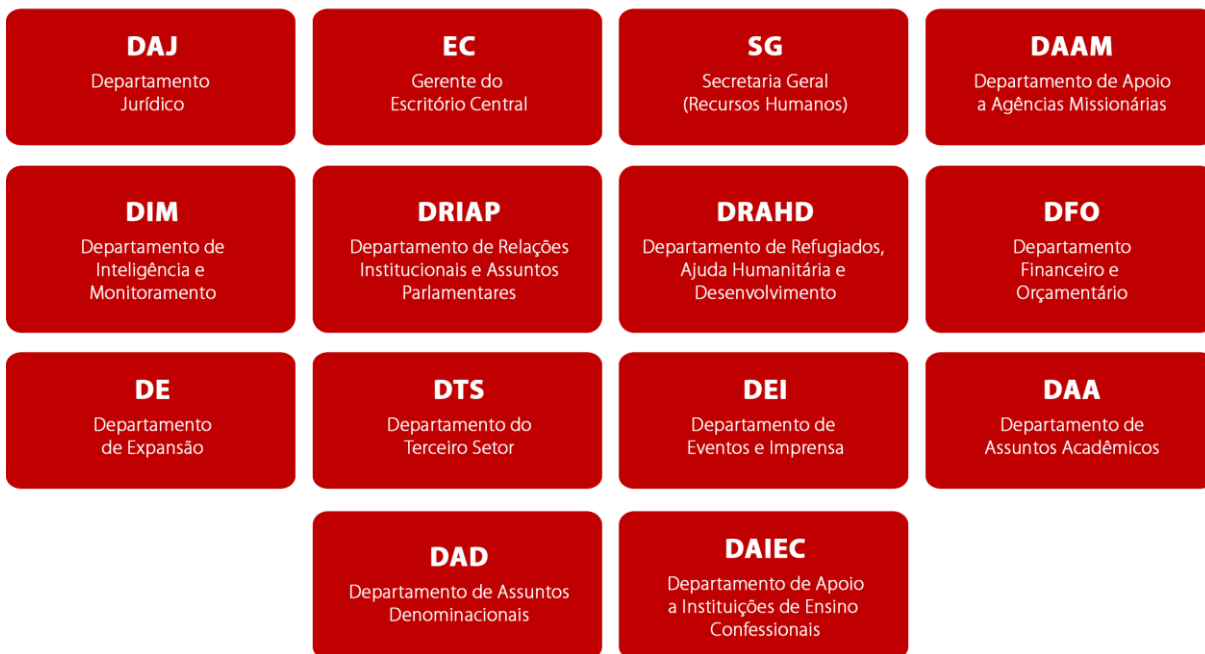 DAJ
Departamento
Jurídico
EC
Gerente do
Escritório Central
SG
Secretaria Geral
(Recursos Humanos)
DAAM
Departamento de Apoio
a Agências Missionárias
DIM
Departamento de
Inteligência e
Monitoramento
DRIAP
Departamento de Relações
Institucionais e Assuntos
Parlamentares
DRAHD
Departamento de Refugiados,
Ajuda Humanitária e
Desenvolvimento
DFO
Departamento
Financeiro e
Orçamentário
DE
Departamento
de Expansão
DTS
Departamento do
Terceiro Setor
DEI
Departamento de
Eventos e Imprensa
DAA
Departamento de
Assuntos Acadêmicos
DAD
Departamento de Assuntos
Denominacionais
DAIEC
Departamento de Apoio
a Instituições de Ensino
Confessionais